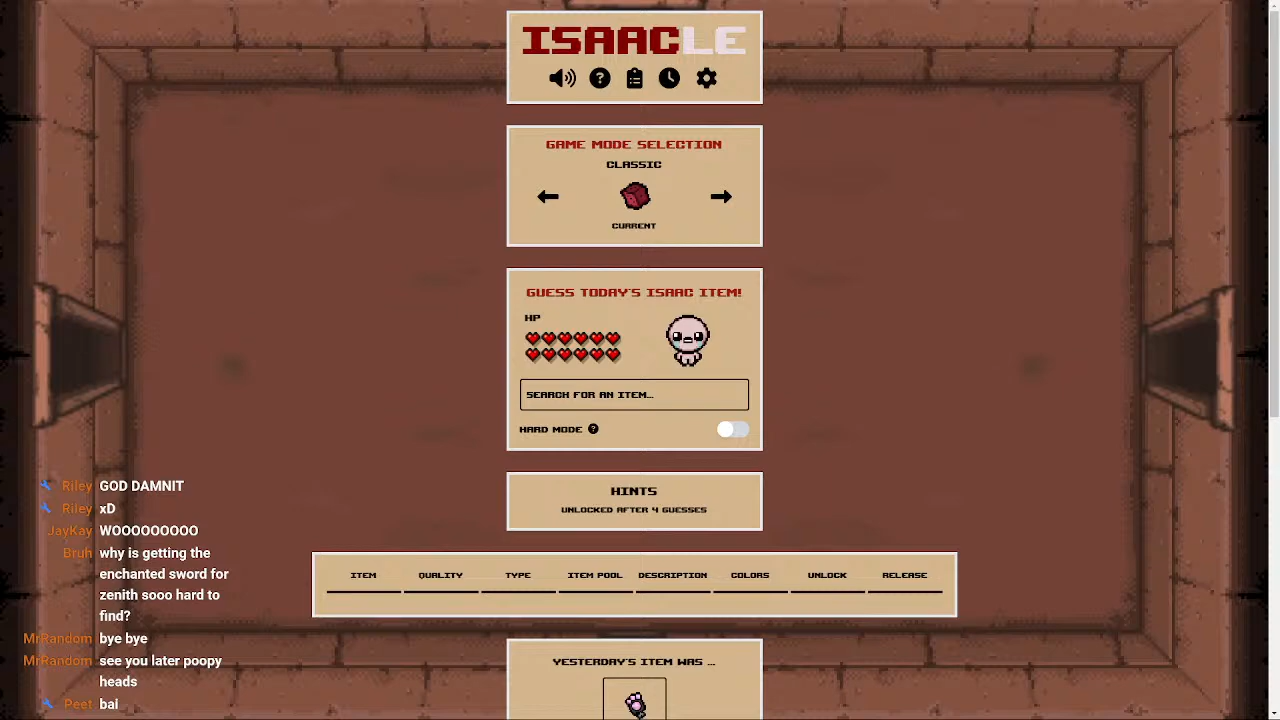 ISAACLE
GAME MODE SELECTION
CLASSIC
CURRENT
GUESS TODAY'S ISAAC ITEM!
HP
SEARCH FOR AN ITEM...
HARD MODE ?
HINTS
UNLOCKED AFTER 4 GUESSES
ITEM QUALITY TYPE ITEM POOL DESCRIPTION COLORS UNLOCK RELEASE
YESTERDAY'S ITEM WAS ...
Riley GOD DAMNIT
Riley xD
JayKay WOOOOOOOOO
Bruh why is getting the
enchanted sword for
zenith sooo hard to
find?
MrRandom bye bye
MrRandom see you later poopy
heads
Peet bai